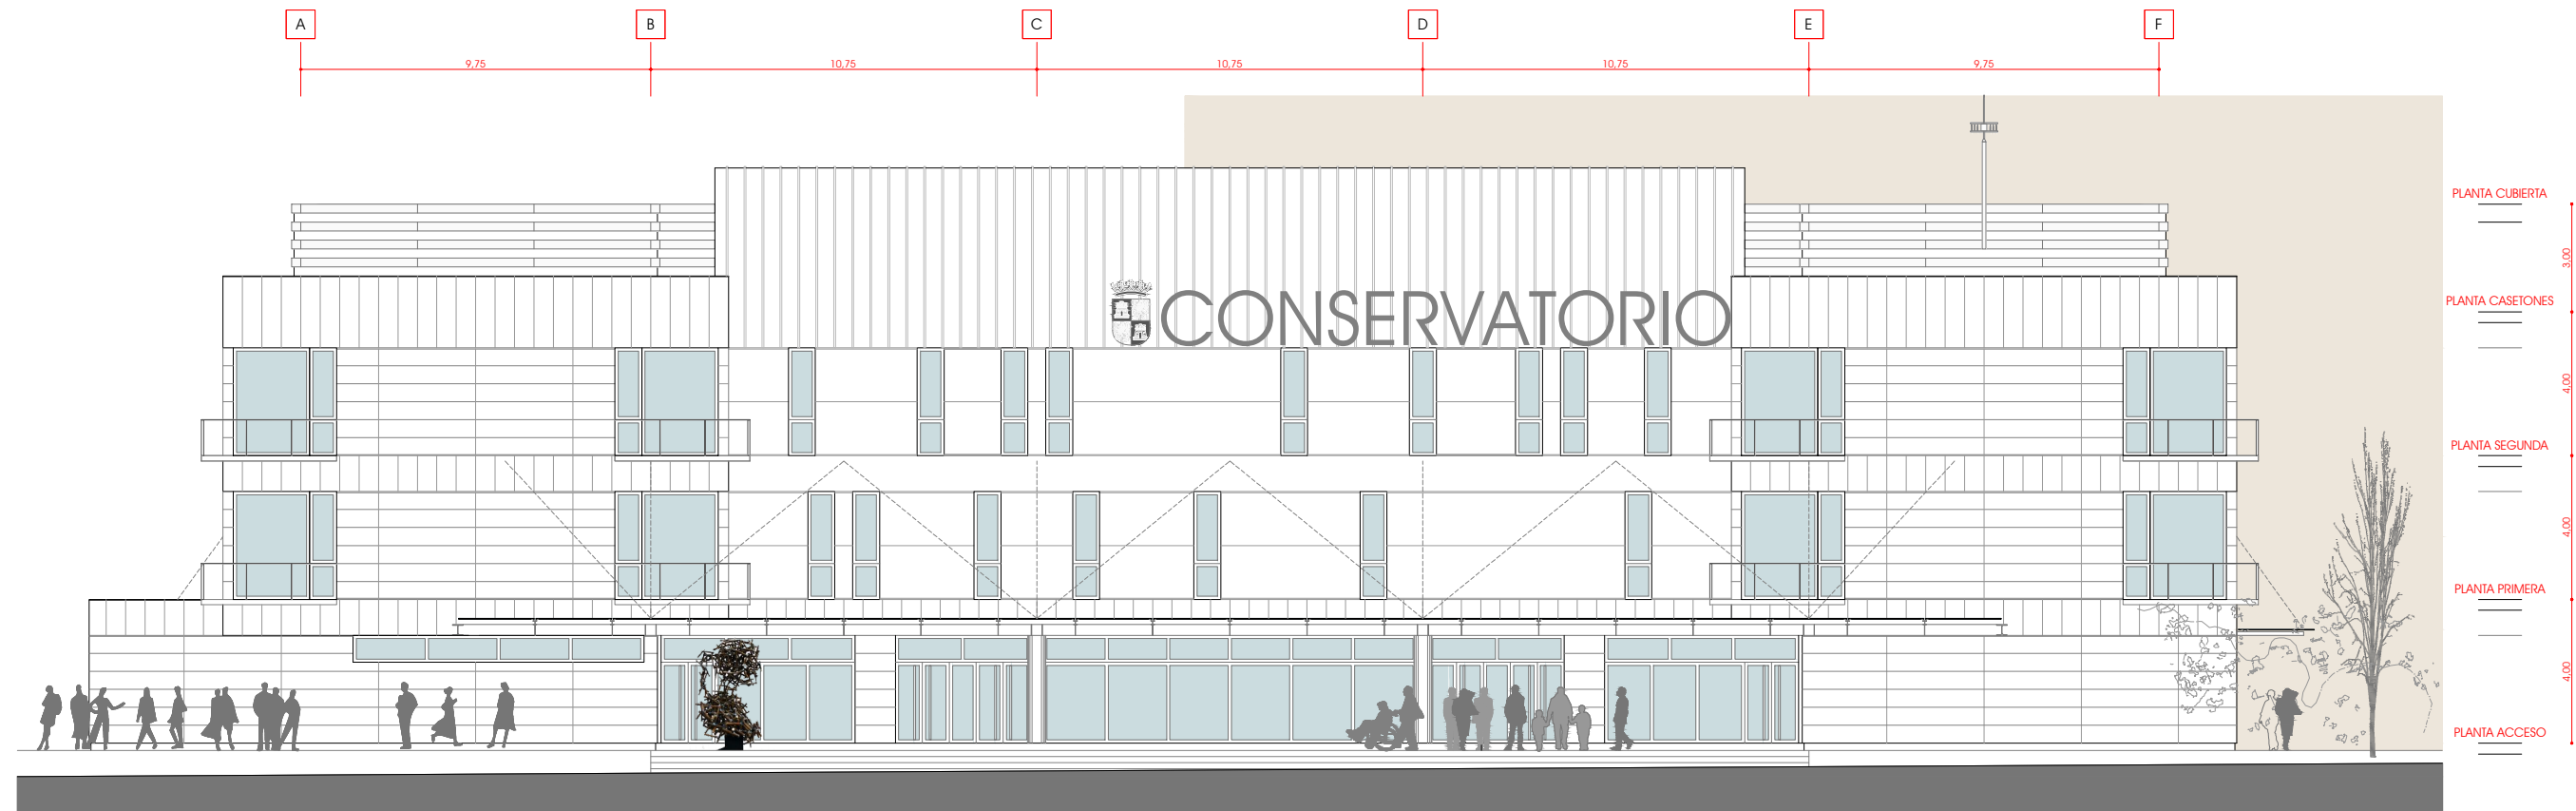 A B C D E F
9,75 10,75 10,75 10,75 9,75
PLANTA CUBIERTA
3.00
CONSERVATORIO
PLANTA CASETONES
4.00
PLANTA SEGUNDA
4.00
PLANTA PRIMERA
4.00
PLANTA ACCESO